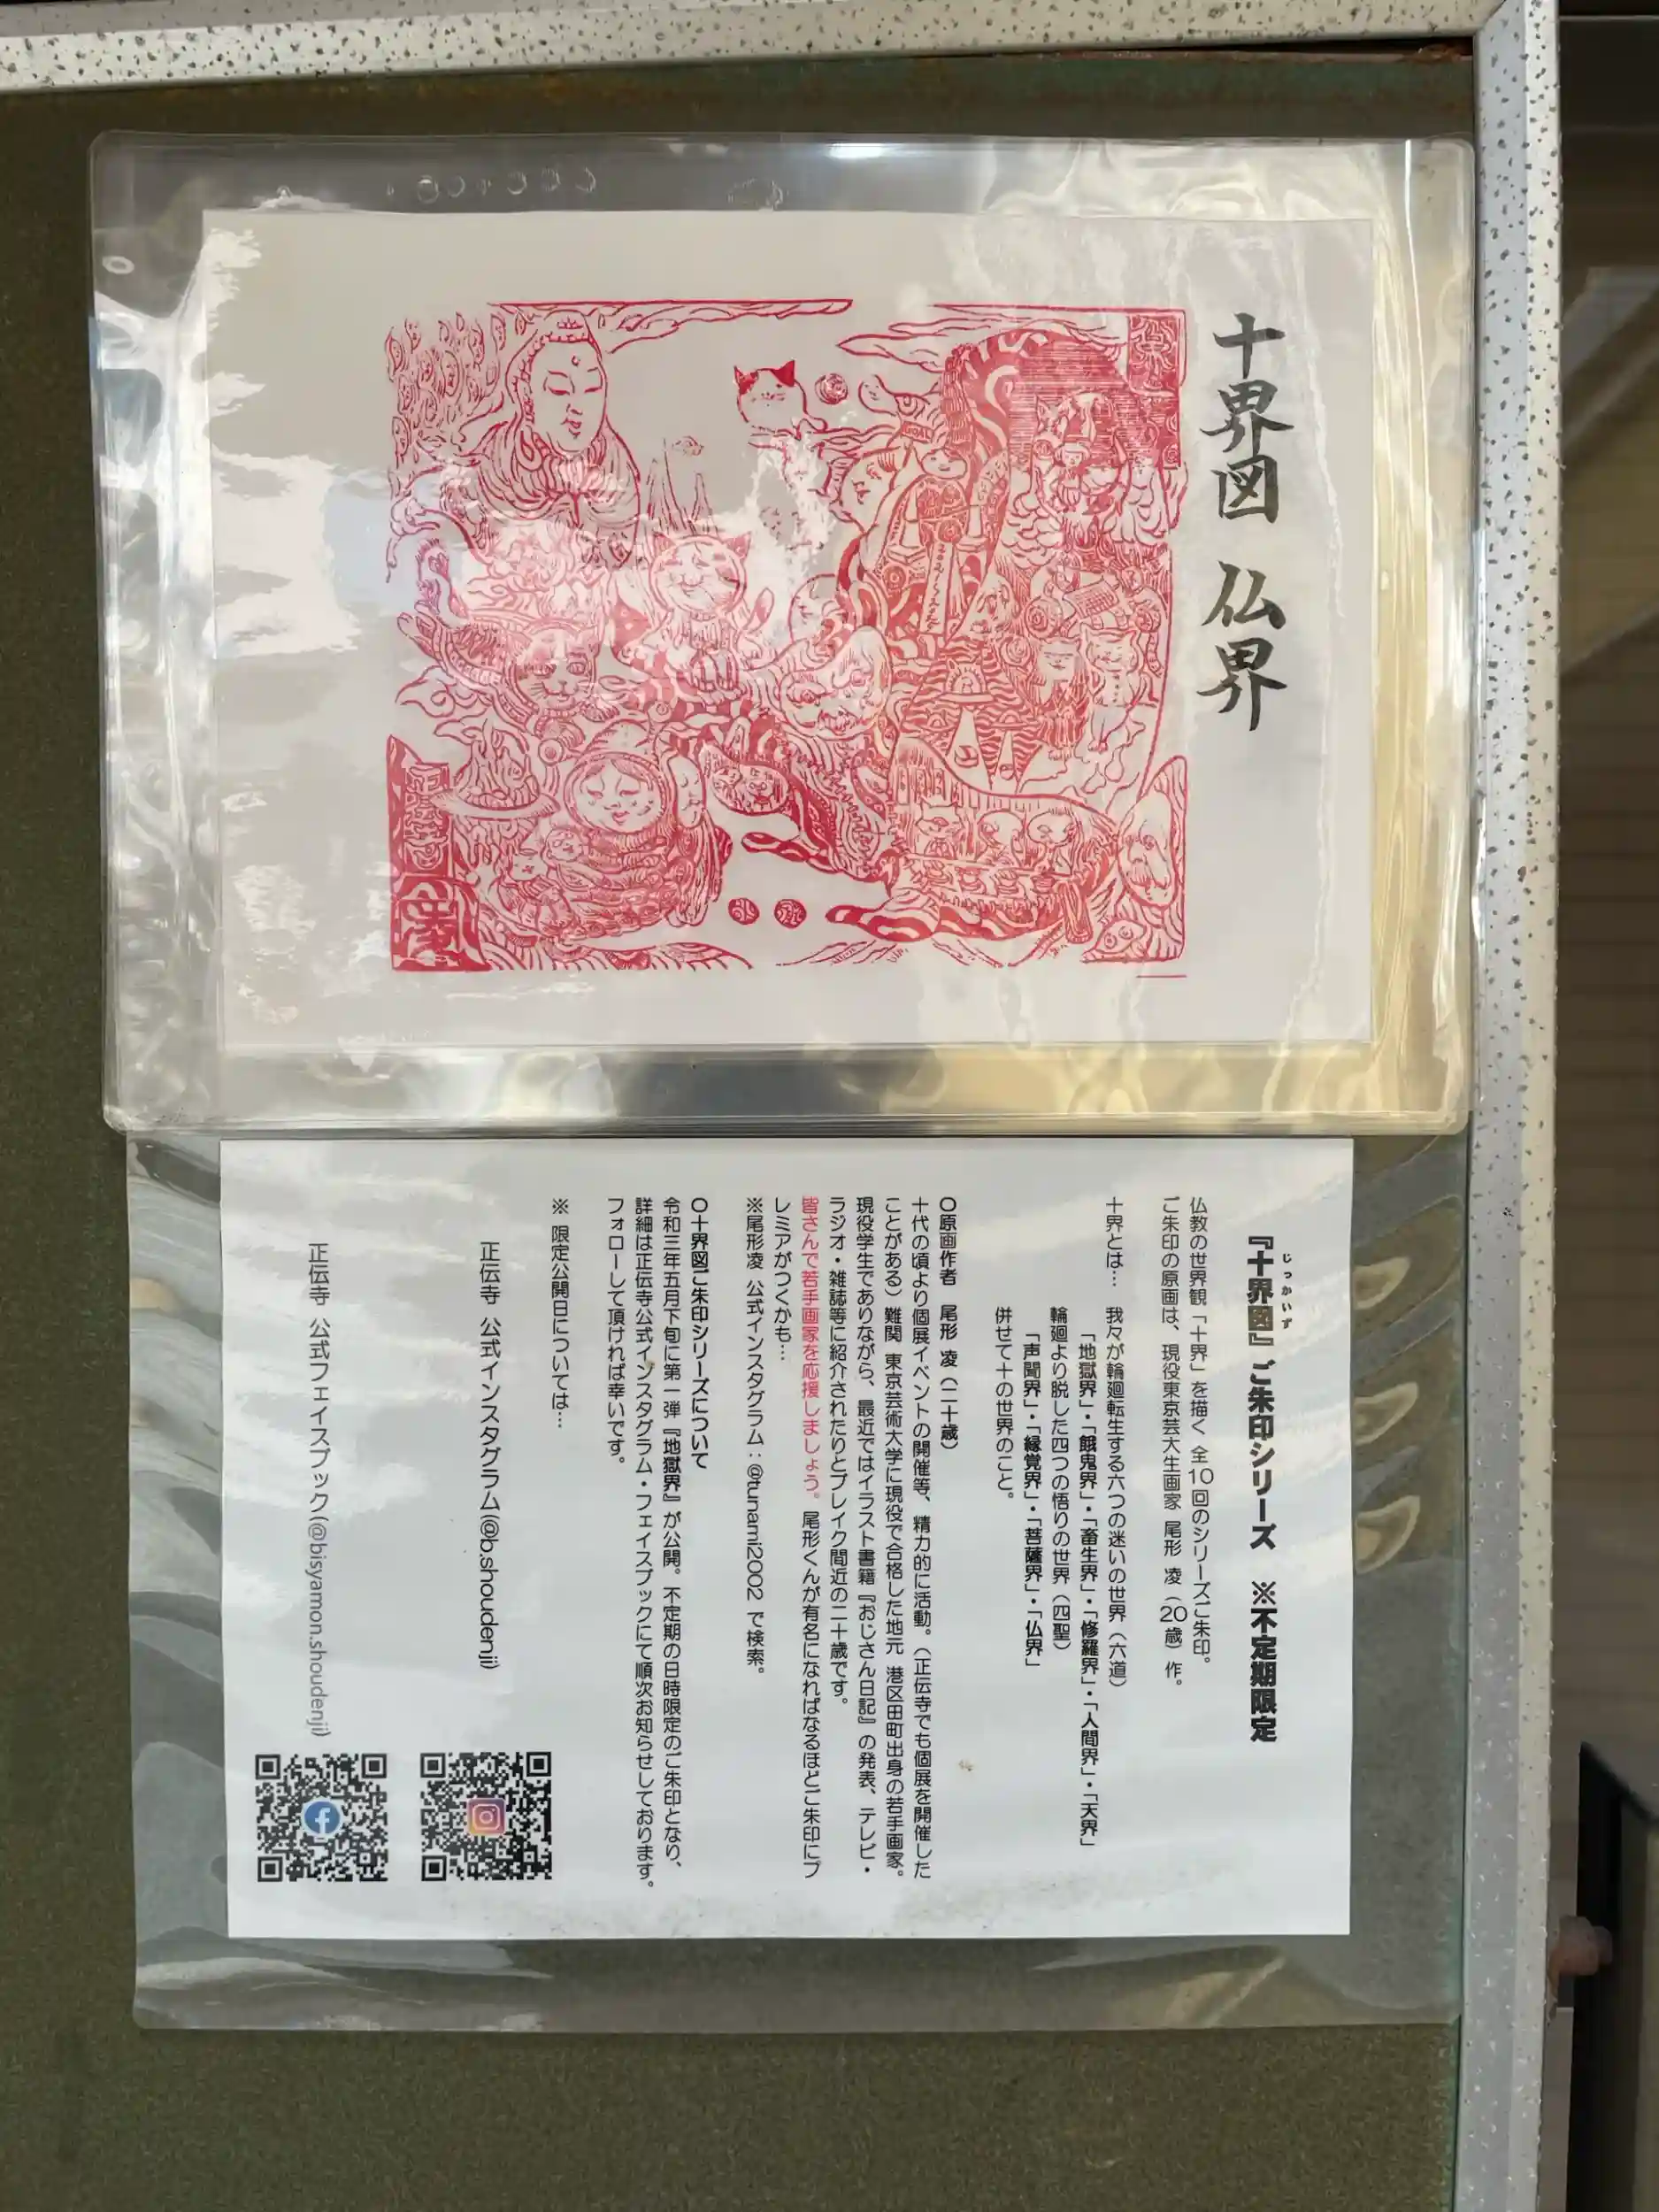 十界図 仏界
『十界図』ご朱印シリーズ ※不定期限定
じっかいず
仏教の世界観「十界」を描く 全10回のシリーズご朱印。
ご朱印の原画は、現役東京芸大生画家 尾形 凌(20歳)作。
十界とは… 我々が輪廻転生する六つの迷いの世界(六道)
「地獄界」・「餓鬼界」・「畜生界」・「修羅界」・「人間界」・「天界」
輪廻より脱した四つの悟りの世界(四聖)
「声聞界」・「縁覚界」・「菩薩界」・「仏界」
併せて十の世界のこと。
〇原画作者 尾形 凌(二十歳)
十代の頃より個展イベントの開催等、精力的に活動。(正伝寺でも個展を開催した
ことがある)難関 東京芸術大学に現役で合格した地元 港区田町出身の若手画家。
現役学生でありながら、最近ではイラスト書籍『おじさん日記』の発表、テレビ・
ラジオ・雑誌等に紹介されたりとブレイク間近の二十歳です。
皆さんで若手画家を応援しましょう。尾形くんが有名になればなるほどご朱印にプ
レミアがつくかも…
※尾形凌 公式インスタグラム:@tunami2002 で検索。
〇十界図ご朱印シリーズについて
令和三年五月下旬に第一弾『地獄界』が公開。不定期の日時限定のご朱印となり、
詳細は正伝寺公式インスタグラム・フェイスブックにて順次お知らせしております。
フォローして頂ければ幸いです。
※ 限定公開日については…
正伝寺 公式インスタグラム(@b.shoudenji)
正伝寺 公式フェイスブック(@bisyamon.shoudenji)